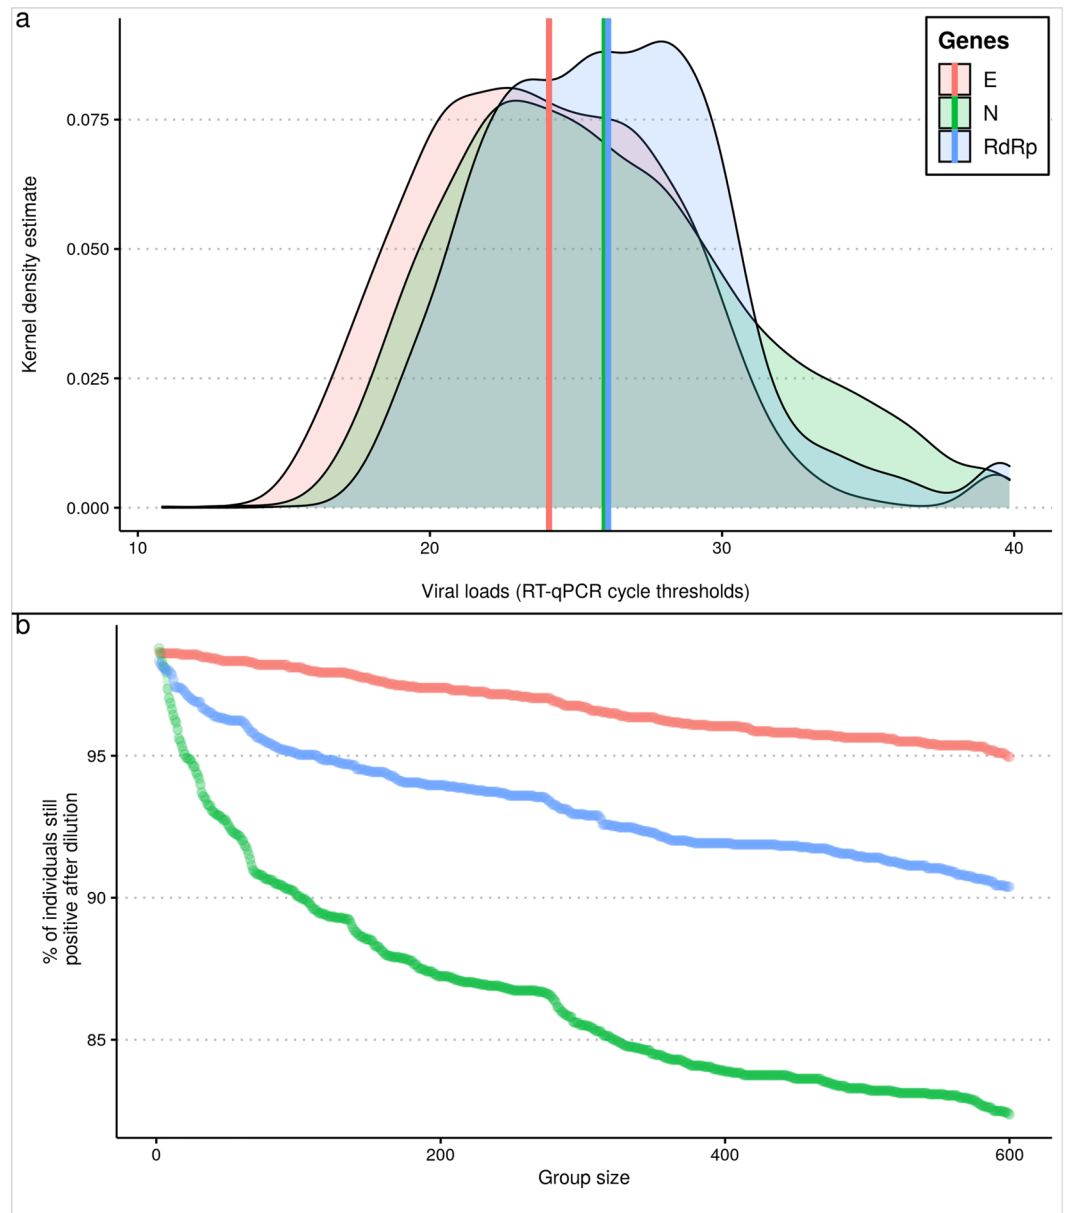 a
Genes
E
N
RdRp
Kernel density estimate
0.075
0.050
0.025
0.000
10 20 30 40
Viral loads (RT-qPCR cycle thresholds)
b
% of individuals still
positive after dilution
95
90
85
0 200 400 600
Group size